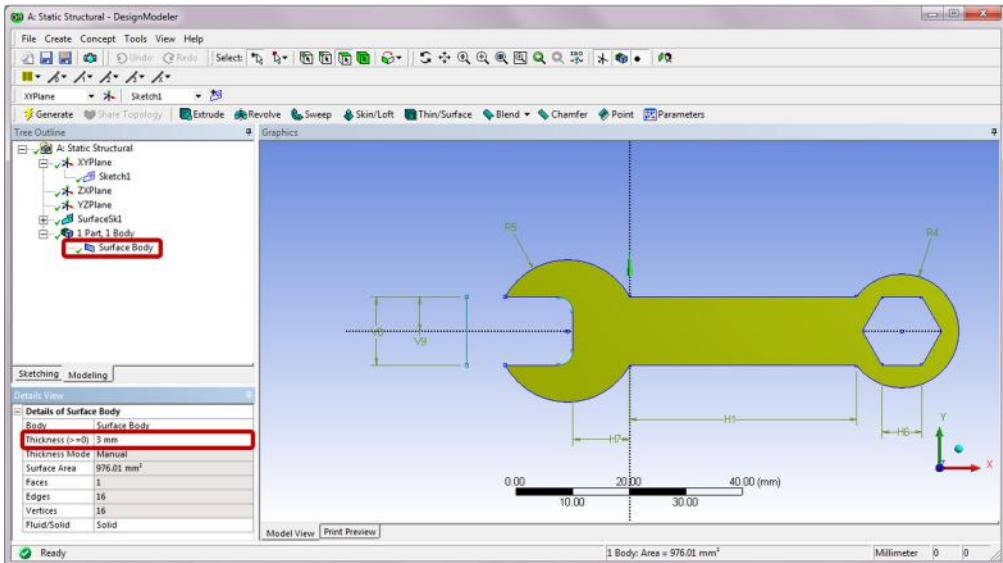 A: Static Structural - DesignModeler
File Create Concept Tools View Help
Undo Redo Select:
XYPlane Sketch1
Generate Share Topology Extrude Revolve Sweep Skin/Loft Thin/Surface Blend Chamfer Point Parameters
Tree Outline
A: Static Structural
XYPlane
Sketch1
ZXPlane
YZPlane
SurfaceSk1
1 Part, 1 Body
Surface Body
Sketching Modeling
Details View
Details of Surface Body
Body Surface Body
Thickness (>=0) 3 mm
Thickness Mode Manual
Surface Area 976.01 mm²
Faces 1
Edges 16
Vertices 16
Fluid/Solid Solid
Graphics
R5
R4
V9
H1
H6
H7
Y
X
0.00 20.00 40.00 (mm)
10.00 30.00
Model View Print Preview
Ready 1 Body: Area = 976.01 mm² Millimeter 0 0